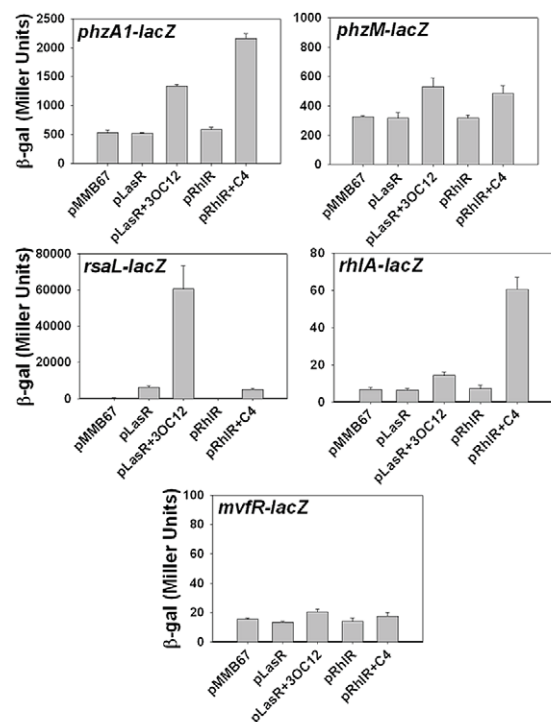 phzA1-lacZ
β-gal (Miller Units)
2500
2000
1500
1000
500
0
pMMB67
pLasR
pLasR+3OC12
pRhlR
pRhlR+C4
phzM-lacZ
1000
800
600
400
200
0
pMMB67
pLasR
pLasR+3OC12
pRhlR
pRhlR+C4
rsaL-lacZ
β-gal (Miller Units)
80000
60000
40000
20000
0
pMMB67
pLasR
pLasR+3OC12
pRhlR
pRhlR+C4
rhlA-lacZ
80
60
40
20
0
pMMB67
pLasR
pLasR+3OC12
pRhlR
pRhlR+C4
mvfR-lacZ
β-gal (Miller Units)
100
80
60
40
20
0
pMMB67
pLasR
pLasR+3OC12
pRhlR
pRhlR+C4